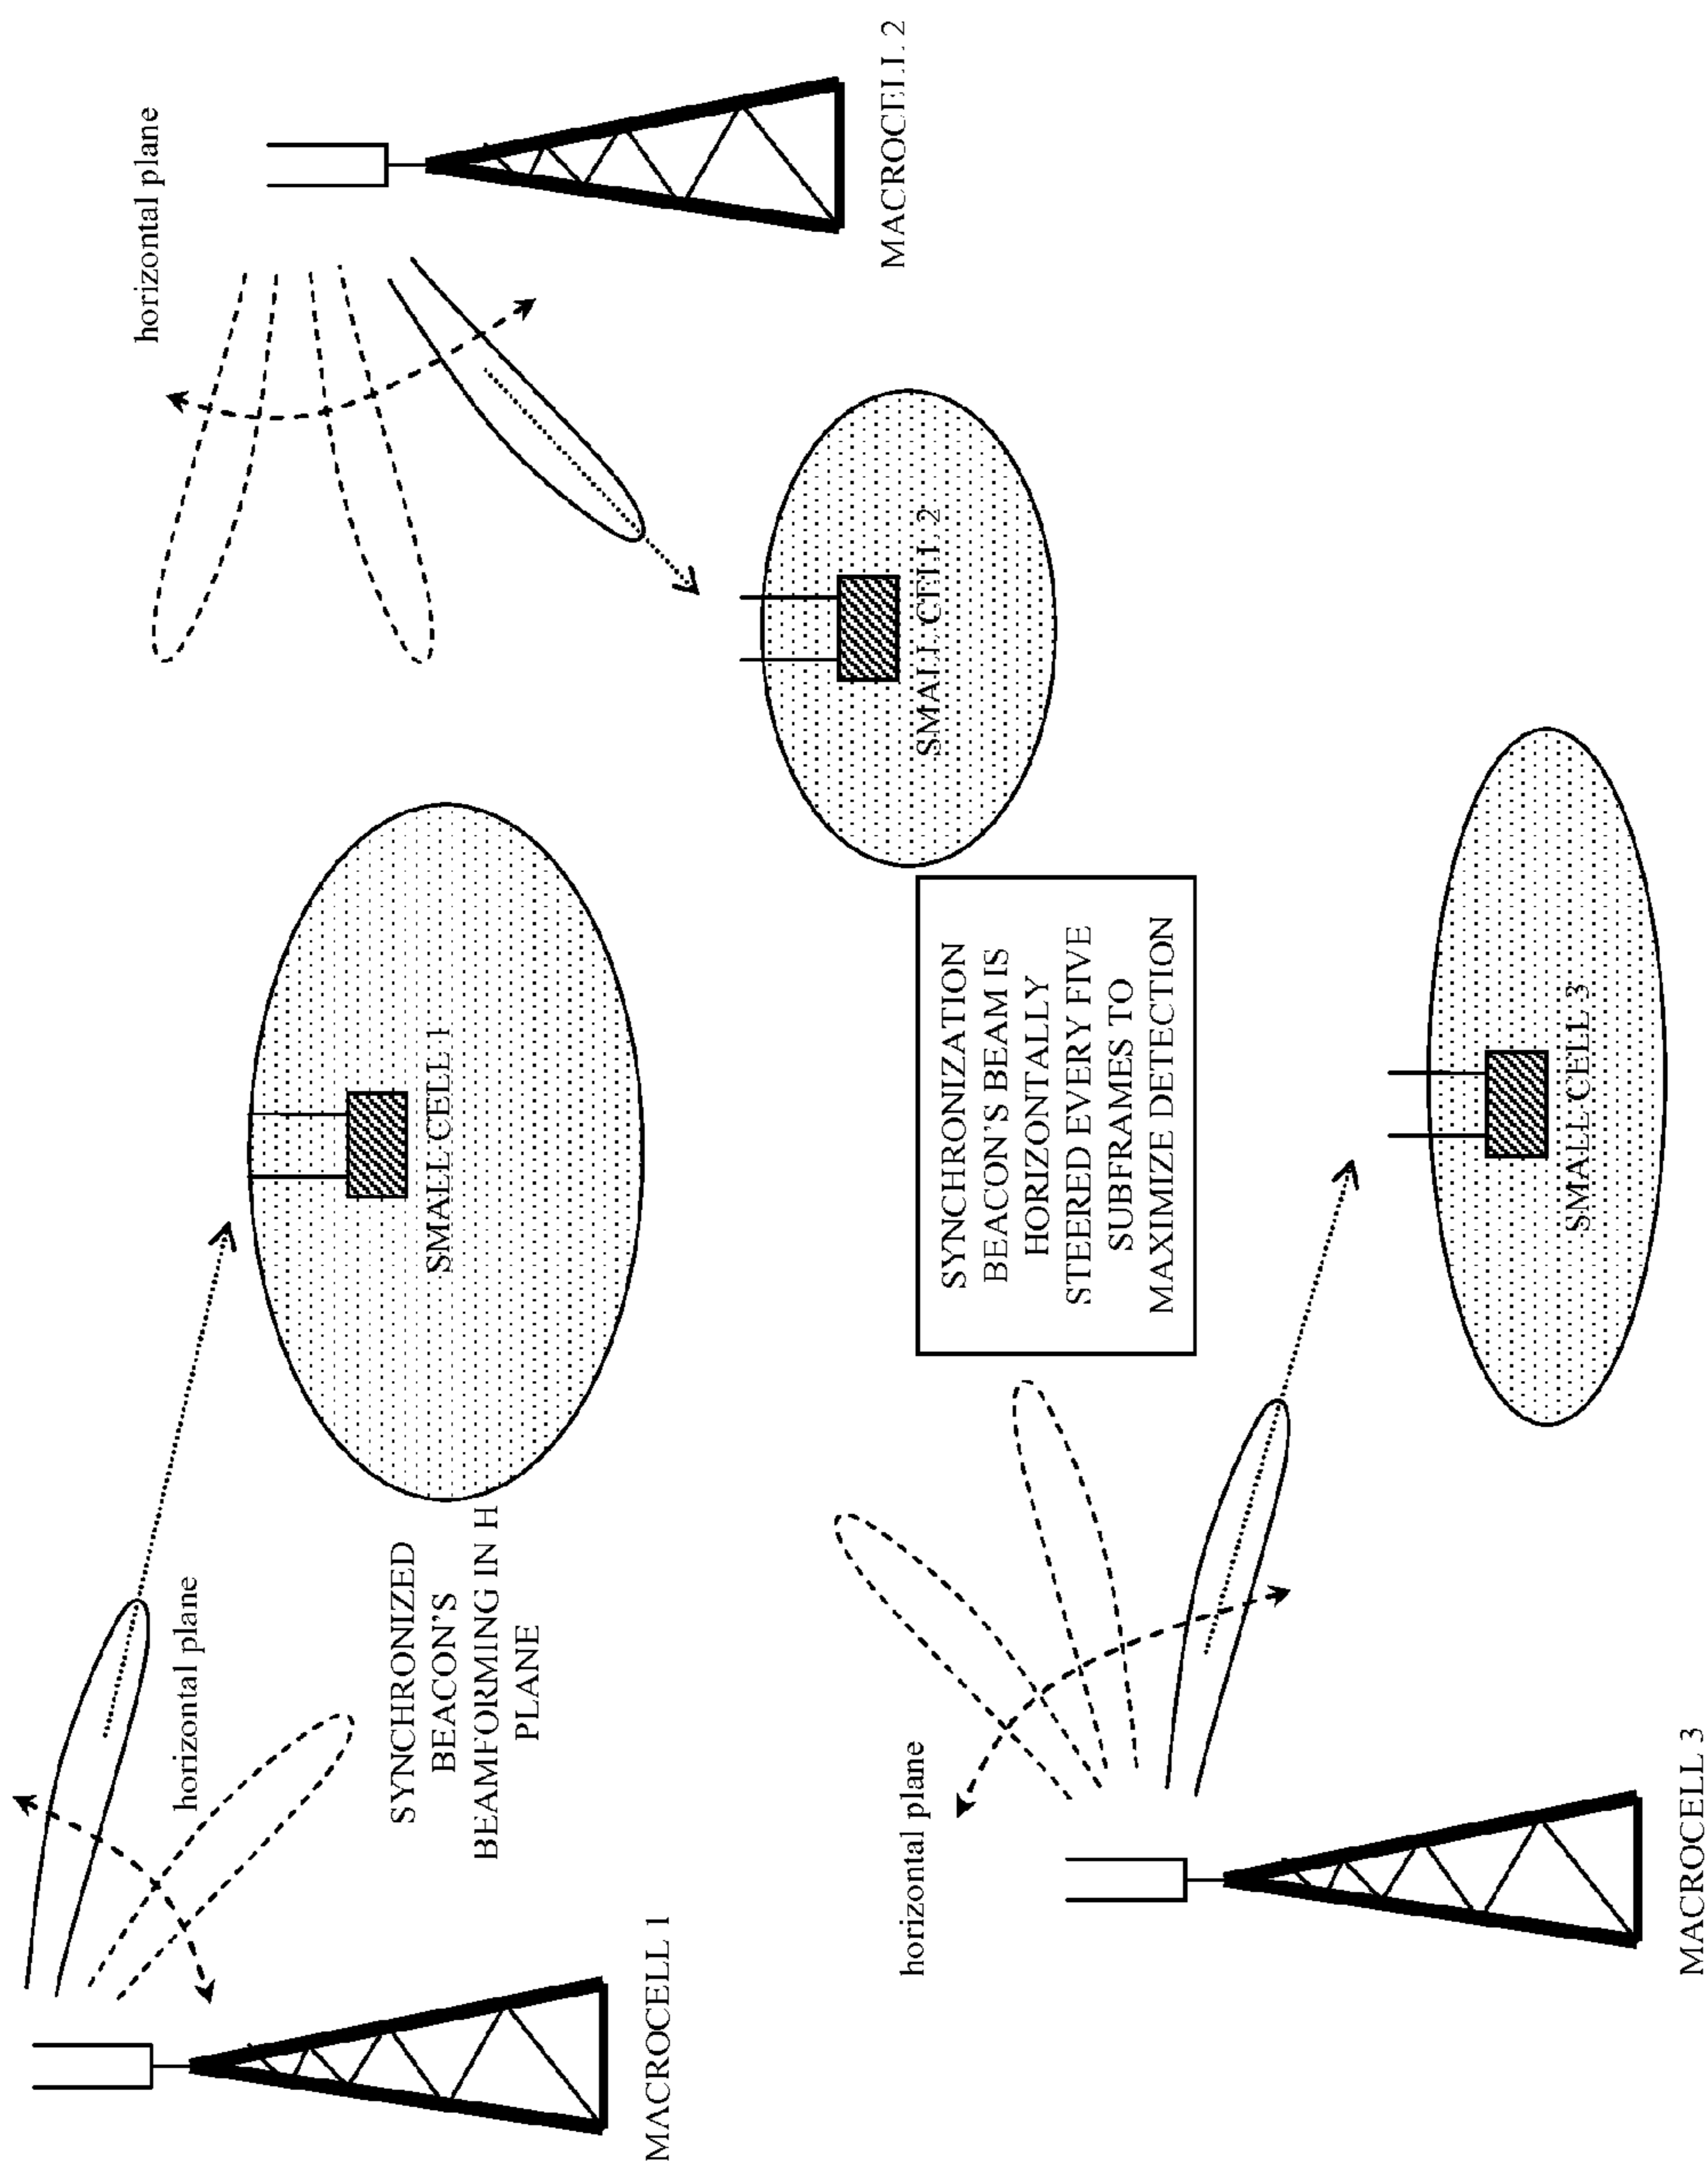 horizontal plane
MACROCELL 2
SMALL CELL 1
SMALL CELL 2
horizontal plane
SYNCHRONIZED
BEACON'S
BEAMFORMING IN H
PLANE
MACROCELL 1
SYNCHRONIZATION
BEACON'S BEAM IS
HORIZONTALLY
STEERED EVERY FIVE
SUBFRAMES TO
MAXIMIZE DETECTION
horizontal plane
SMALL CELL 3
MACROCELL 3